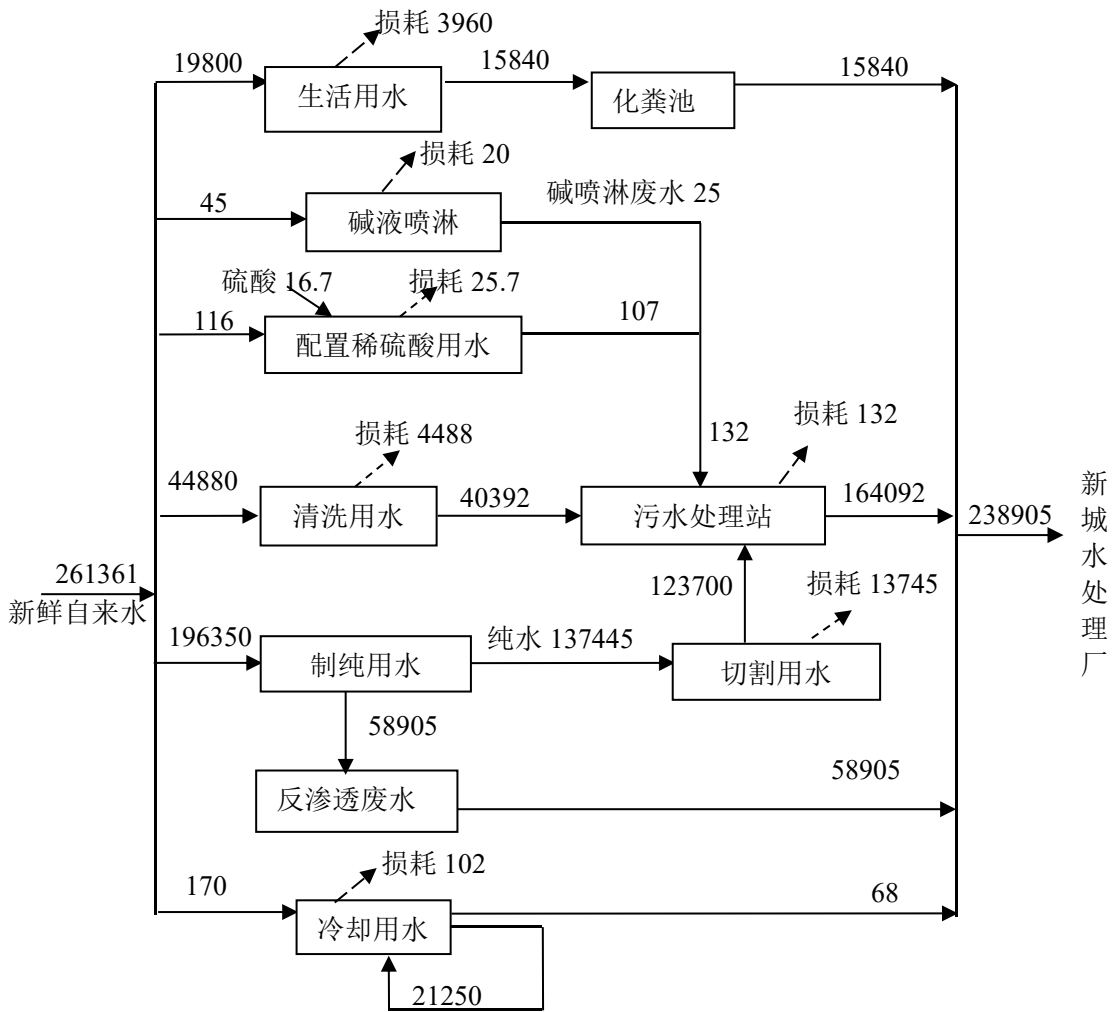 损耗 3960
19800
生活用水
15840
化粪池
15840
损耗 20
45
碱液喷淋
碱喷淋废水 25
硫酸 16.7
损耗 25.7
116
配置稀硫酸用水
107
损耗 4488
132
损耗 132
44880
清洗用水
40392
污水处理站
164092
238905
新城水处理厂
261361
新鲜自来水
123700
损耗 13745
196350
制纯用水
纯水 137445
切割用水
58905
反渗透废水
58905
损耗 102
170
冷却用水
68
21250